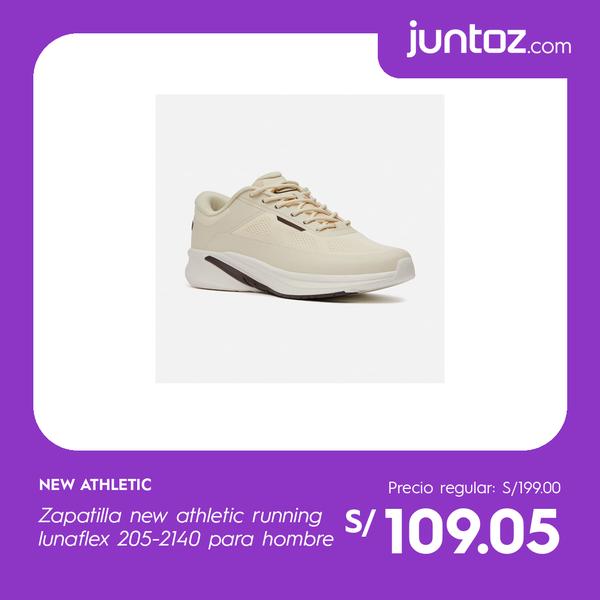 juntoz.com
NEW ATHLETIC
Zapatilla new athletic running
lunaflex 205-2140 para hombre
Precio regular: S/199.00
S/ 109.05